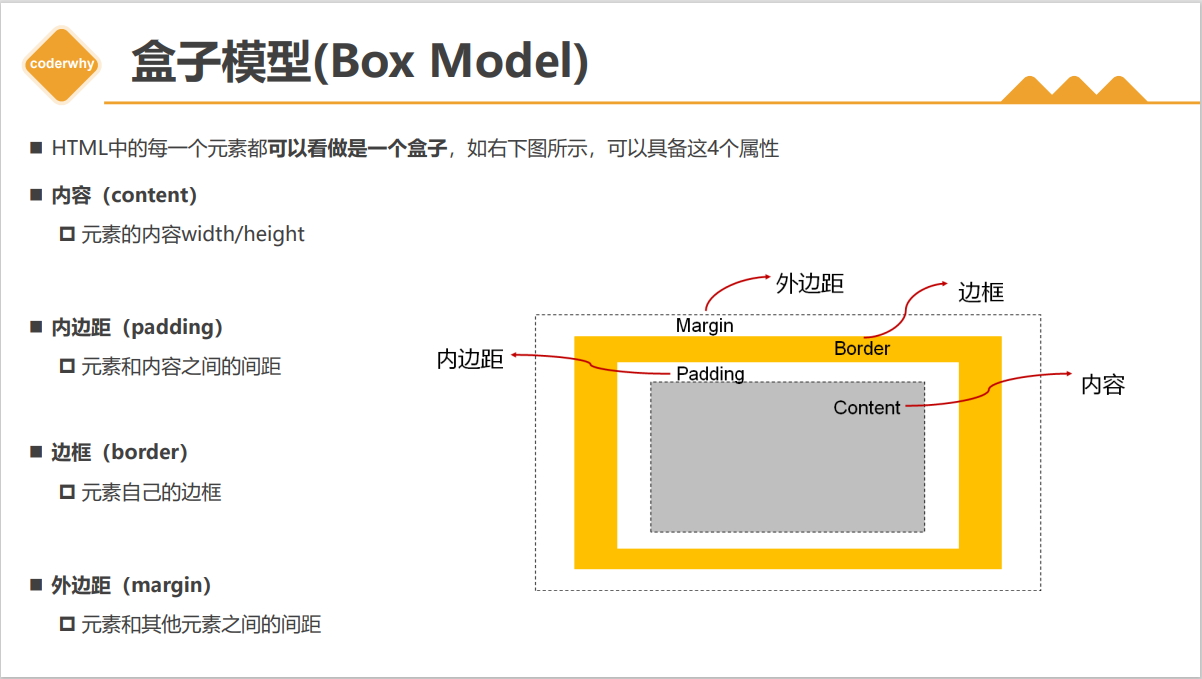 coderwhy
盒子模型(Box Model)
HTML中的每一个元素都可以看做是一个盒子，如右下图所示，可以具备这4个属性
内容（content）
元素的内容width/height
内边距（padding）
元素和内容之间的间距
边框（border）
元素自己的边框
外边距（margin）
元素和其他元素之间的间距
外边距
边框
Margin
Border
内边距
Padding
内容
Content